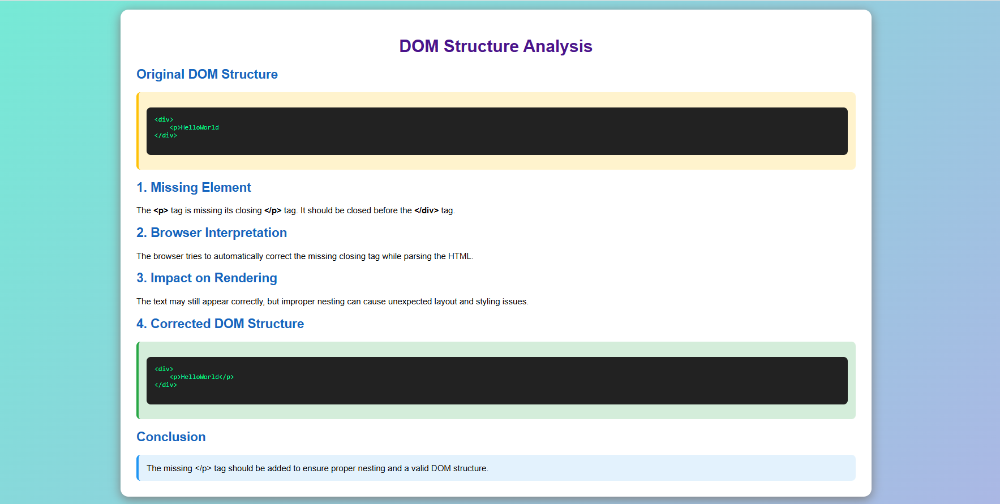 DOM Structure Analysis
Original DOM Structure
<div>
    <p>HelloWorld
</div>
1. Missing Element
The <p> tag is missing its closing </p> tag. It should be closed before the </div> tag.
2. Browser Interpretation
The browser tries to automatically correct the missing closing tag while parsing the HTML.
3. Impact on Rendering
The text may still appear correctly, but improper nesting can cause unexpected layout and styling issues.
4. Corrected DOM Structure
<div>
    <p>HelloWorld</p>
</div>
Conclusion
The missing </p> tag should be added to ensure proper nesting and a valid DOM structure.